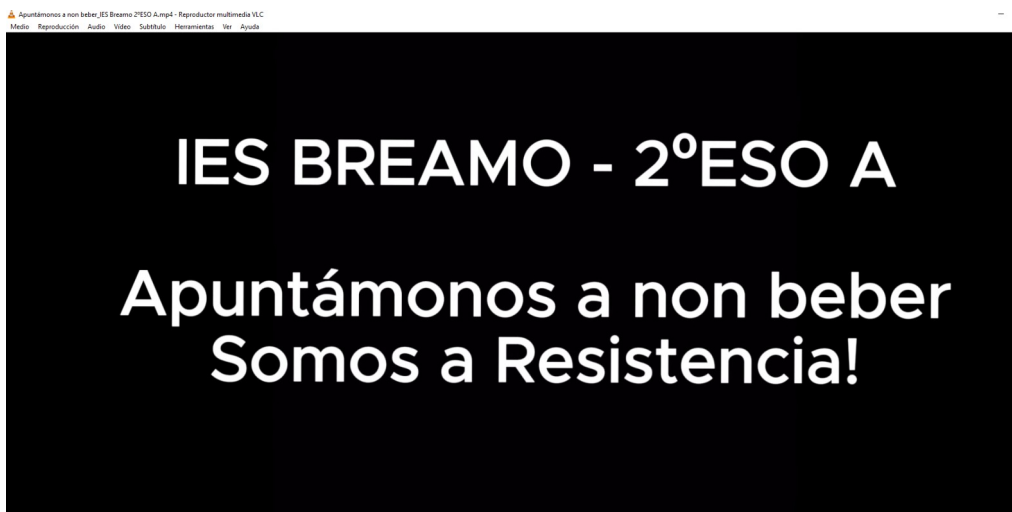 Apuntámonos a non beber_IES Breamo 2ºESO A.mp4 - Reproductor multimedia VLC
Medio Reproducción Audio Vídeo Subtítulo Herramientas Ver Ayuda
IES BREAMO - 2ºESO A
Apuntámonos a non beber
Somos a Resistencia!